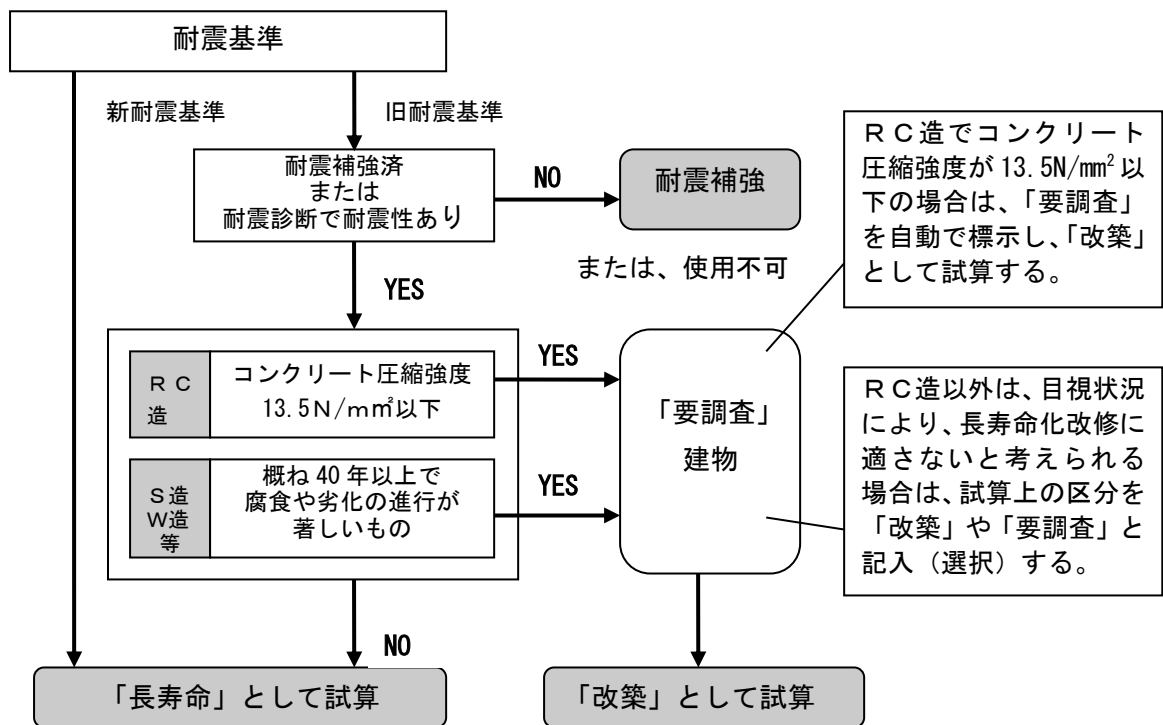 耐震基準
新耐震基準
旧耐震基準
耐震補強済
または
耐震診断で耐震性あり
NO
耐震補強
または、使用不可
YES
RC造でコンクリート
圧縮強度が 13.5N/mm² 以
下の場合は、「要調査」
を自動で標示し、「改築」
として試算する。
RC
造
コンクリート圧縮強度
13.5N/m㎡以下
YES
S造
W造
等
概ね 40 年以上で
腐食や劣化の進行が
著しいもの
YES
「要調査」
建物
RC造以外は、目視状況
により、長寿命化改修に
適さないと考えられる
場合は、試算上の区分を
「改築」や「要調査」と
記入（選択）する。
NO
「長寿命」として試算
「改築」として試算